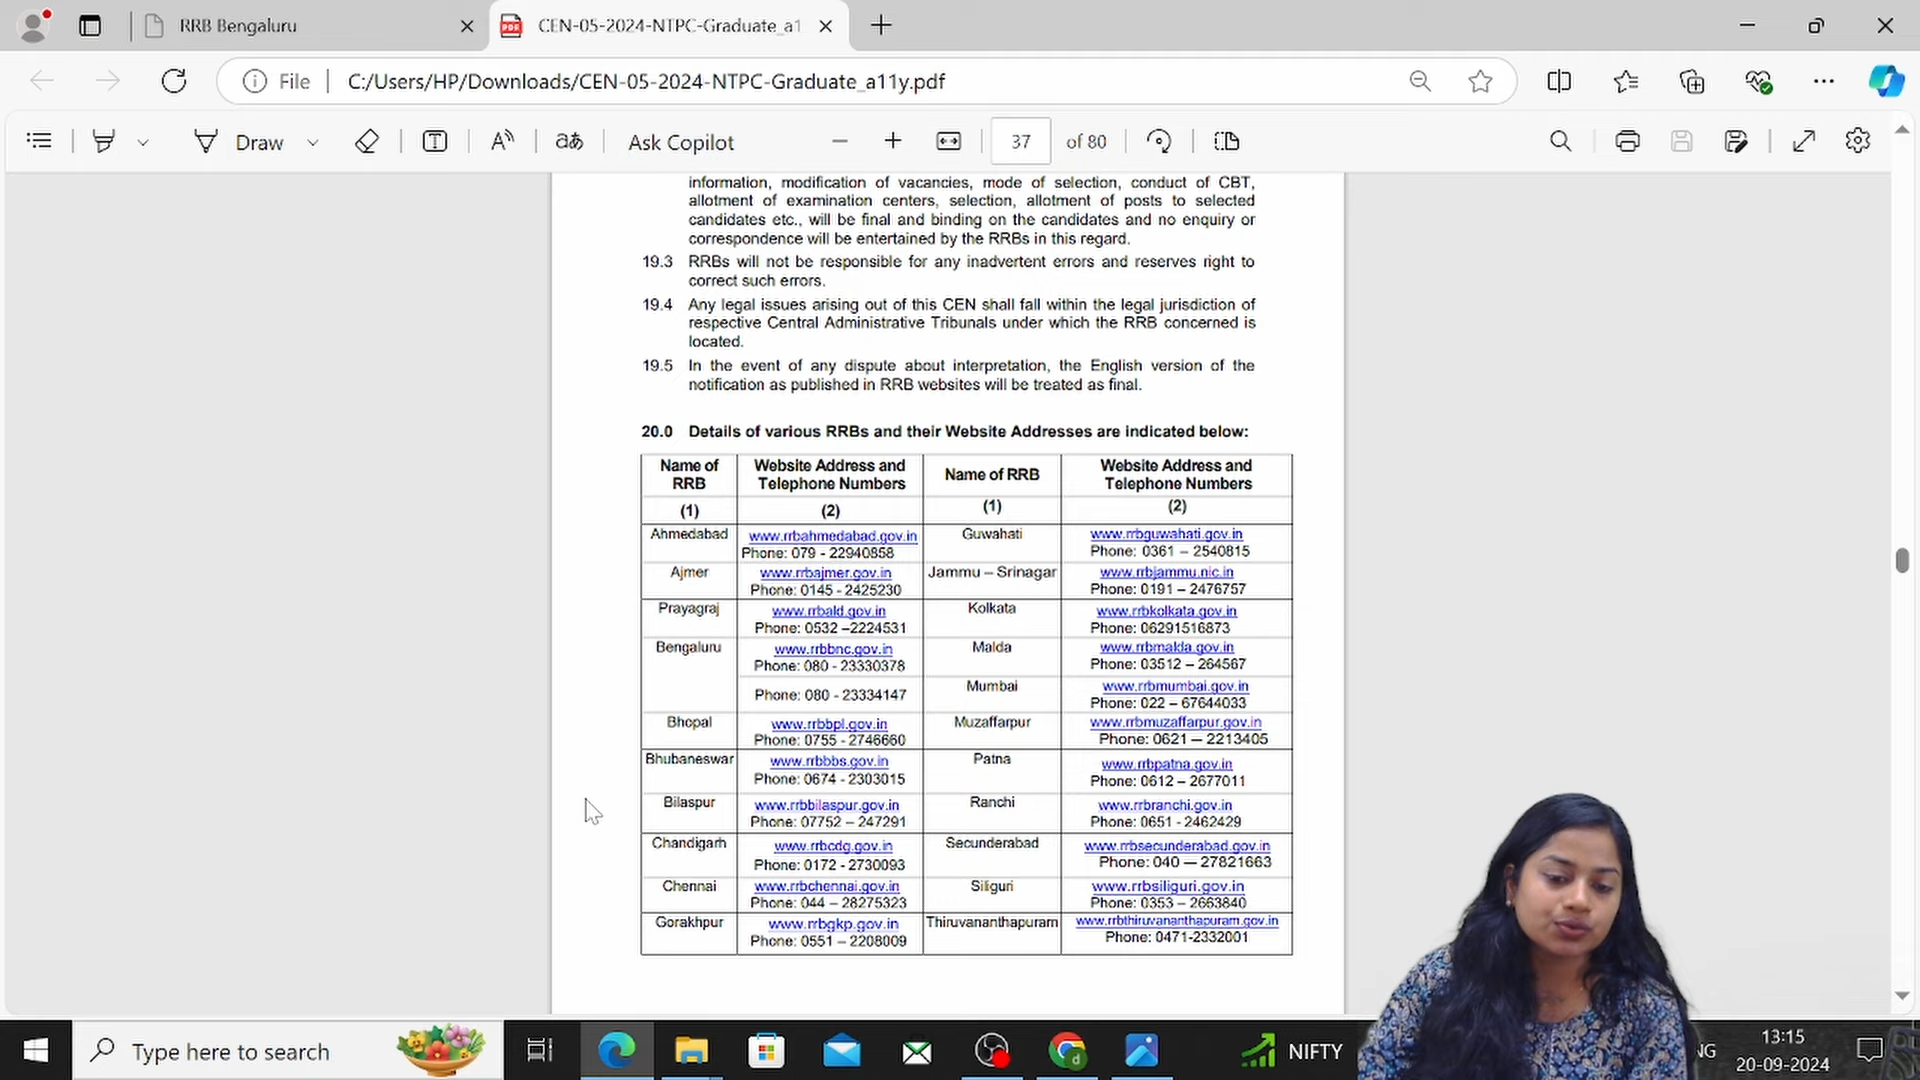 RRB Bengaluru
CEN-05-2024-NTPC-Graduate_a1
File
C:/Users/HP/Downloads/CEN-05-2024-NTPC-Graduate_a11y.pdf
Draw
Ask Copilot
37
of 80
information, modification of vacancies, mode of selection, conduct of CBT,
allotment of examination centers, selection, allotment of posts to selected
candidates etc., will be final and binding on the candidates and no enquiry or
correspondence will be entertained by the RRBs in this regard.
19.3 RRBs will not be responsible for any inadvertent errors and reserves right to
correct such errors.
19.4 Any legal issues arising out of this CEN shall fall within the legal jurisdiction of
respective Central Administrative Tribunals under which the RRB concerned is
located.
19.5 In the event of any dispute about interpretation, the English version of the
notification as published in RRB websites will be treated as final.
20.0 Details of various RRBs and their Website Addresses are indicated below:
Name of RRB Website Address and Telephone Numbers Name of RRB Website Address and Telephone Numbers
(1) (2) (1) (2)
Ahmedabad www.rrbahmedabad.gov.in Guwahati www.rrbguwahati.gov.in
Phone: 079 - 22940858 Phone: 0361 – 2540815
Ajmer www.rrbajmer.gov.in Jammu – Srinagar www.rrbjammu.nic.in
Phone: 0145 - 2425230 Phone: 0191 – 2476757
Prayagraj www.rrbald.gov.in Kolkata www.rrbkolkata.gov.in
Phone: 0532 –2224531 Phone: 06291516873
Bengaluru www.rrbbnc.gov.in Malda www.rrbmalda.gov.in
Phone: 080 - 23330378 Phone: 03512 – 264567
Phone: 080 - 23334147 Mumbai www.rrbmumbai.gov.in
Phone: 022 – 67644033
Bhopal www.rrbbpl.gov.in Muzaffarpur www.rrbmuzaffarpur.gov.in
Phone: 0755 - 2746660 Phone: 0621 – 2213405
Bhubaneswar www.rrbbbs.gov.in Patna www.rrbpatna.gov.in
Phone: 0674 - 2303015 Phone: 0612 – 2677011
Bilaspur www.rrbbilaspur.gov.in Ranchi www.rrbranchi.gov.in
Phone: 07752 – 247291 Phone: 0651 - 2462429
Chandigarh www.rrbcdg.gov.in Secunderabad www.rrbsecunderabad.gov.in
Phone: 0172 - 2730093 Phone: 040 — 27821663
Chennai www.rrbchennai.gov.in Siliguri www.rrbsiliguri.gov.in
Phone: 044 – 28275323 Phone: 0353 – 2663840
Gorakhpur www.rrbgkp.gov.in Thiruvananthapuram www.rrbthiruvananthapuram.gov.in
Phone: 0551 – 2208009 Phone: 0471-2332001
Type here to search
NIFTY
NG
13:15
20-09-2024